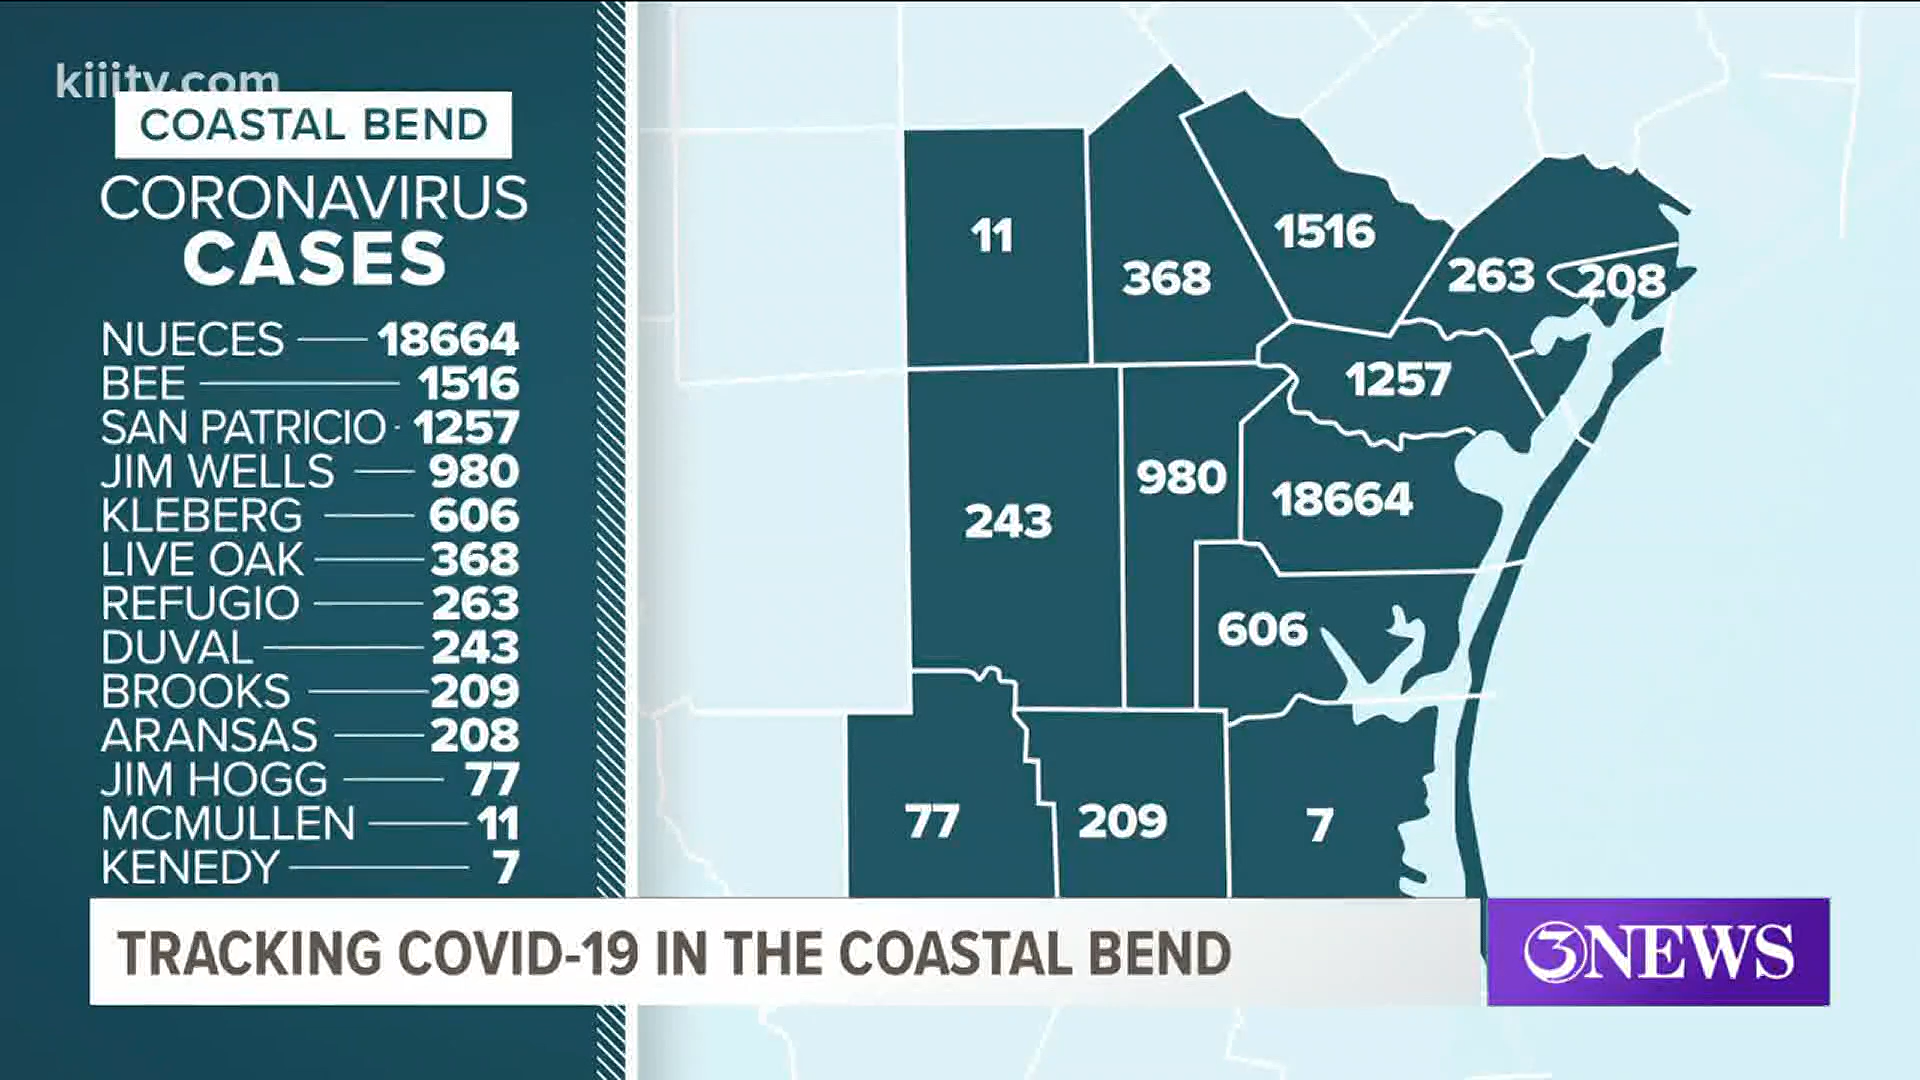 kiiitv.com
COASTAL BEND
CORONAVIRUS
CASES
NUECES 18664
BEE 1516
SAN PATRICIO 1257
JIM WELLS 980
KLEBERG 606
LIVE OAK 368
REFUGIO 263
DUVAL 243
BROOKS 209
ARANSAS 208
JIM HOGG 77
MCMULLEN 11
KENEDY 7
11
368
1516
263
208
1257
243
980
18664
606
77
209
7
TRACKING COVID-19 IN THE COASTAL BEND
3NEWS